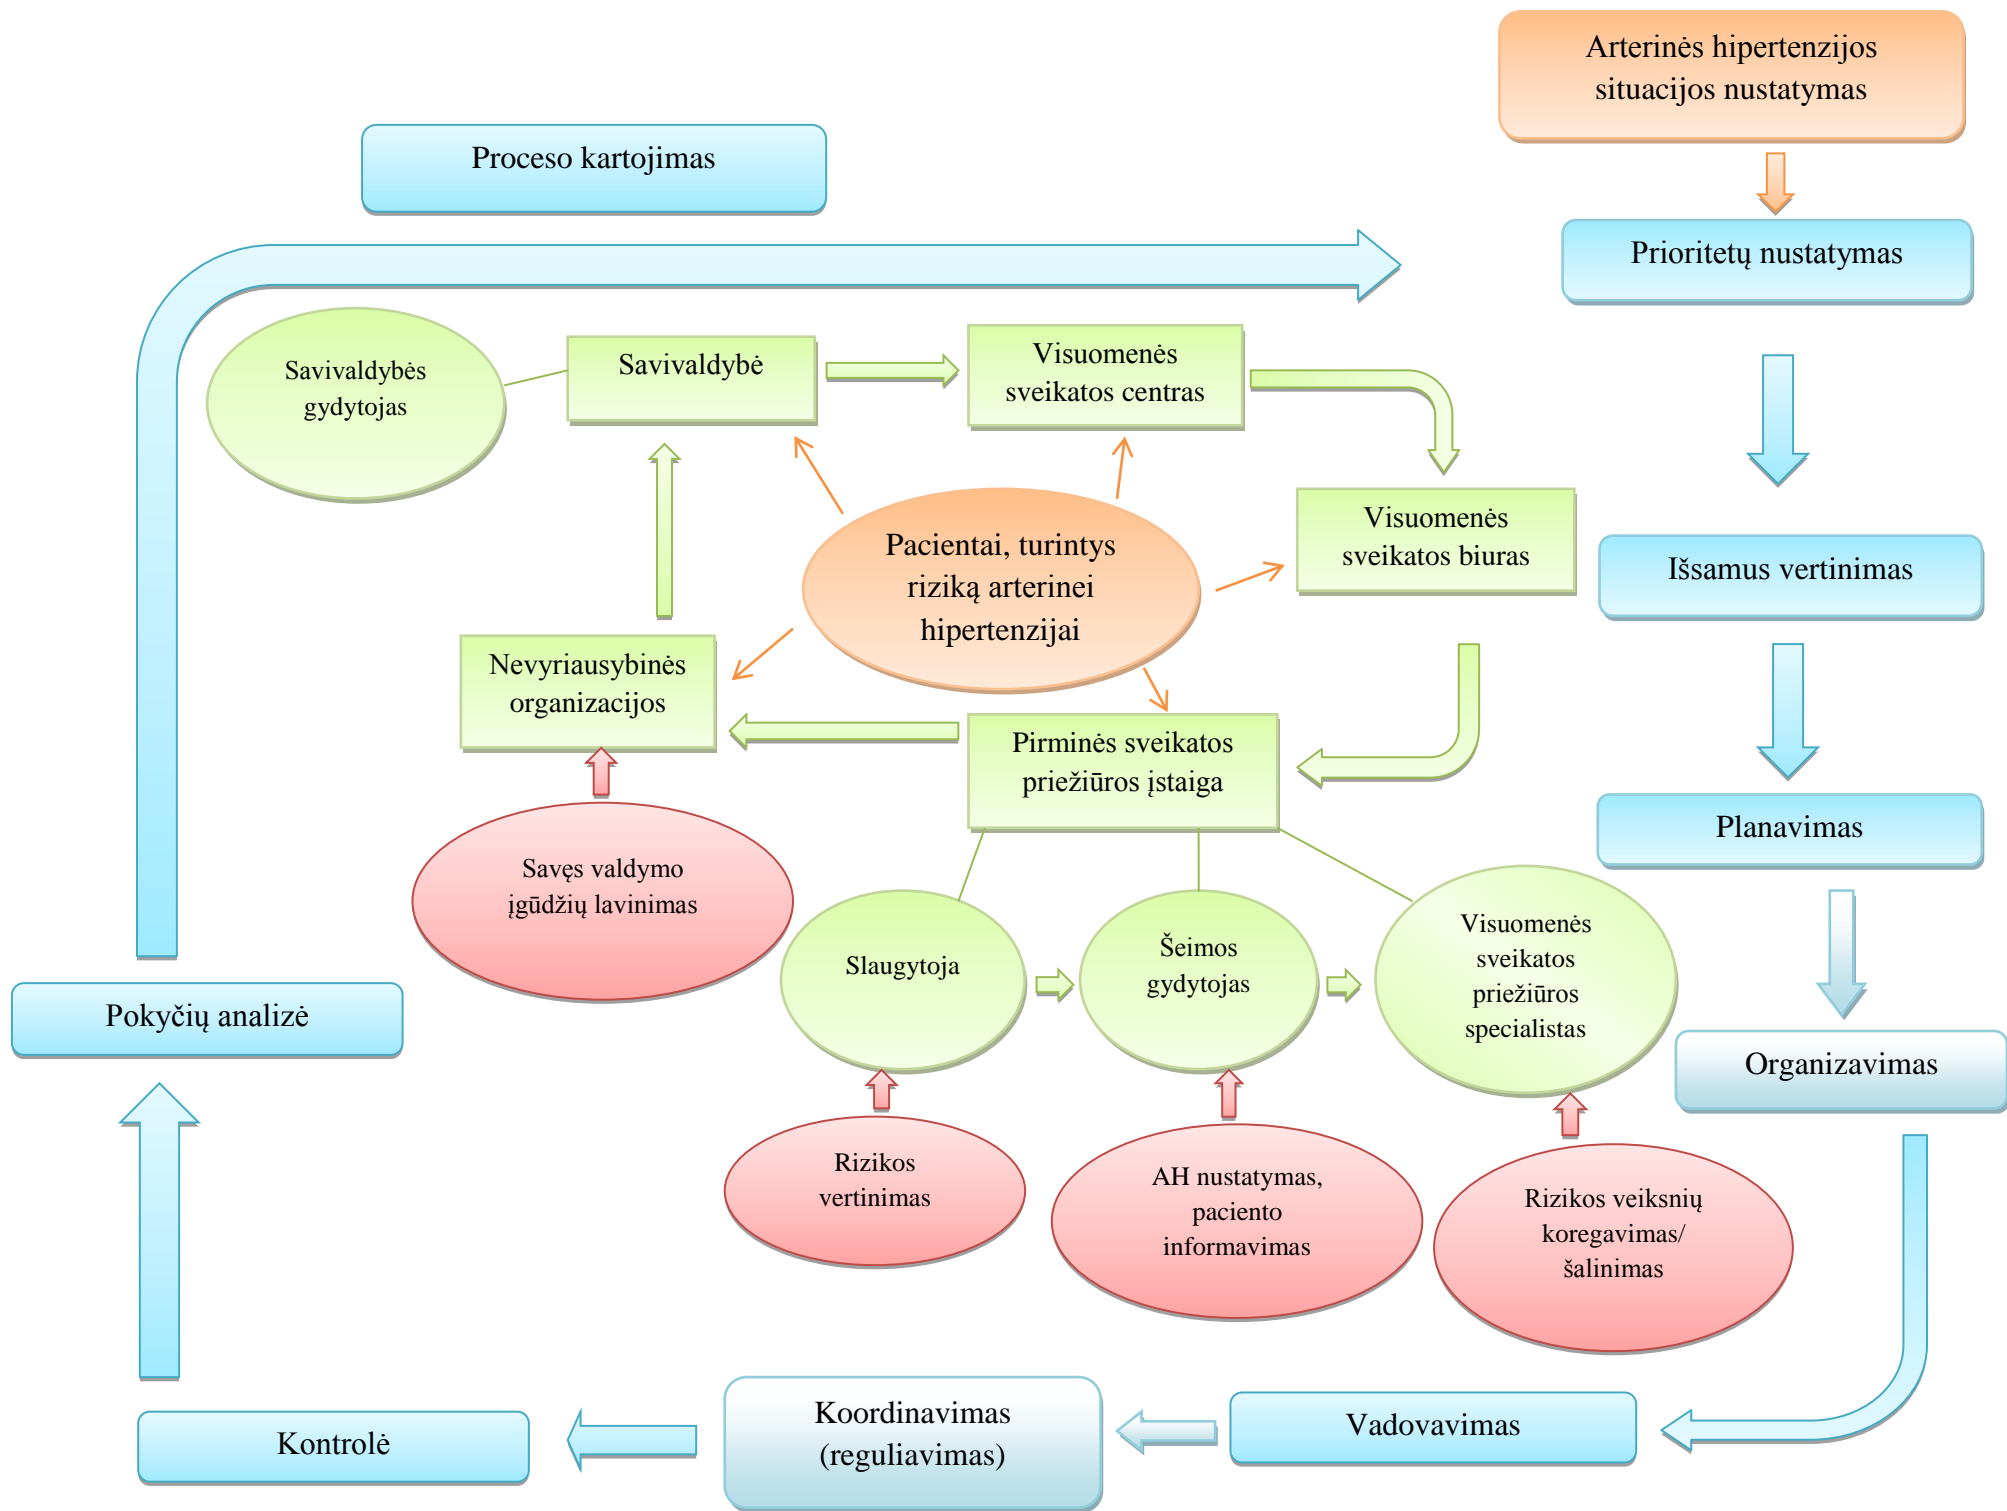 Arterinės hipertenzijos
situacijos nustatymas
Proceso kartojimas
Prioritetų nustatymas
Savivaldybės
gydytojas
Savivaldybė
Visuomenės
sveikatos centras
Visuomenės
sveikatos biuras
Pacientai, turintys
riziką arterinei
hipertenzijai
Išsamus vertinimas
Nevyriausybinės
organizacijos
Pirminės sveikatos
priežiūros įstaiga
Planavimas
Savęs valdymo
įgūdžių lavinimas
Slaugytoja
Šeimos
gydytojas
Visuomenės
sveikatos
priežiūros
specialistas
Pokyčių analizė
Organizavimas
Rizikos
vertinimas
AH nustatymas,
paciento
informavimas
Rizikos veiksnių
koregavimas/
šalinimas
Kontrolė
Koordinavimas
(reguliavimas)
Vadovavimas